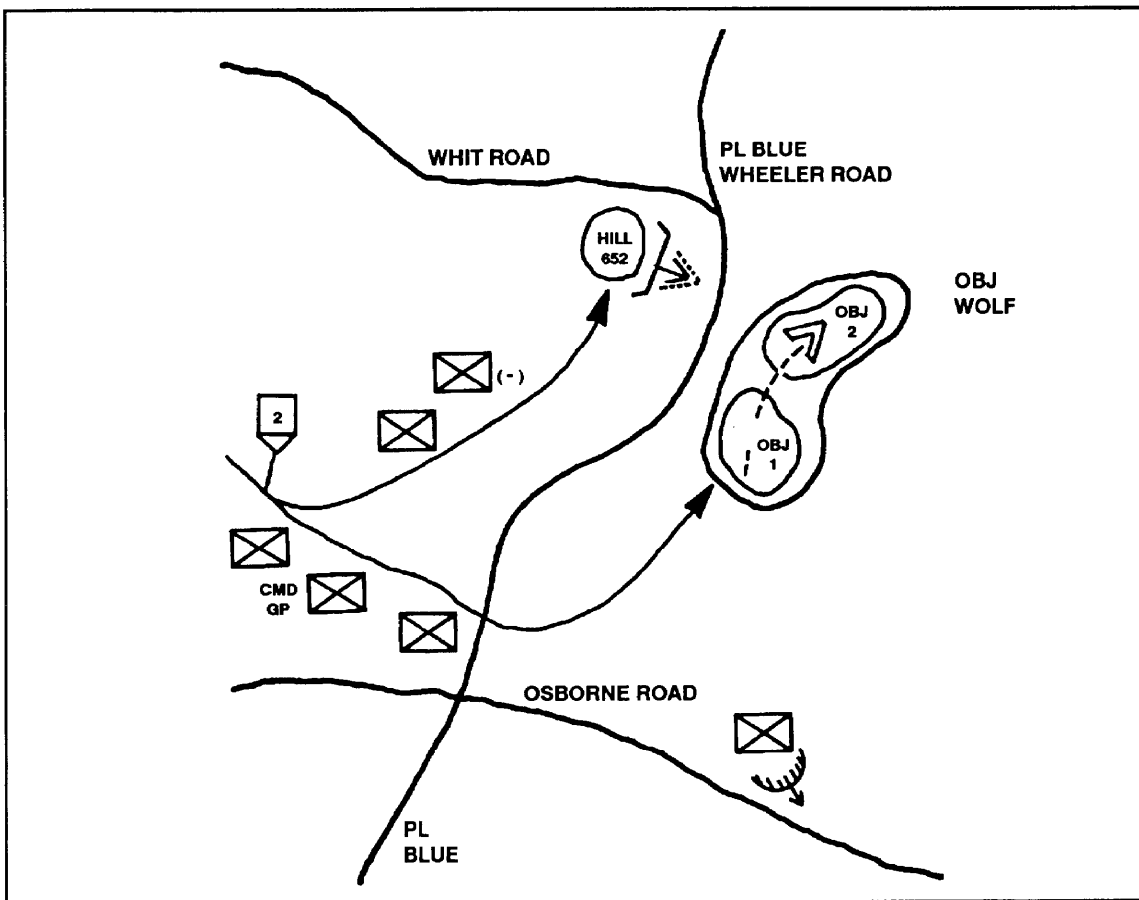 WHIT ROAD
PL BLUE
WHEELER ROAD
HILL
652
OBJ
WOLF
OBJ
2
(-)
2
OBJ
1
CMD
GP
OSBORNE ROAD
PL
BLUE